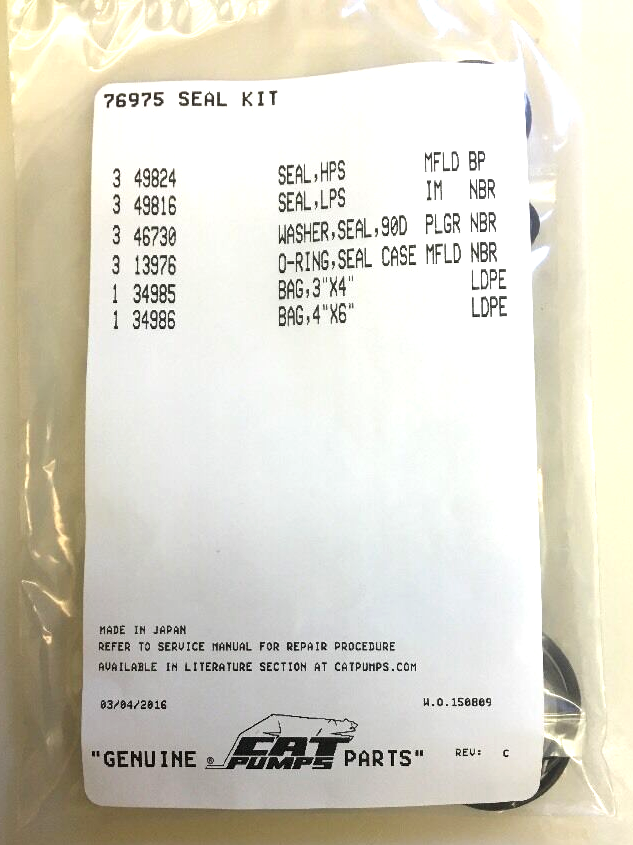 76975 SEAL KIT
3 49824 SEAL,HPS MFLD BP
3 49816 SEAL,LPS IM NBR
3 46730 WASHER,SEAL,90D PLGR NBR
3 13976 O-RING,SEAL CASE MFLD NBR
1 34985 BAG,3"X4" LDPE
1 34986 BAG,4"X6" LDPE
MADE IN JAPAN
REFER TO SERVICE MANUAL FOR REPAIR PROCEDURE
AVAILABLE IN LITERATURE SECTION AT CATPUMPS.COM
03/04/2016 W.O.150809
"GENUINE ® CAT PUMPS PARTS" REV: C